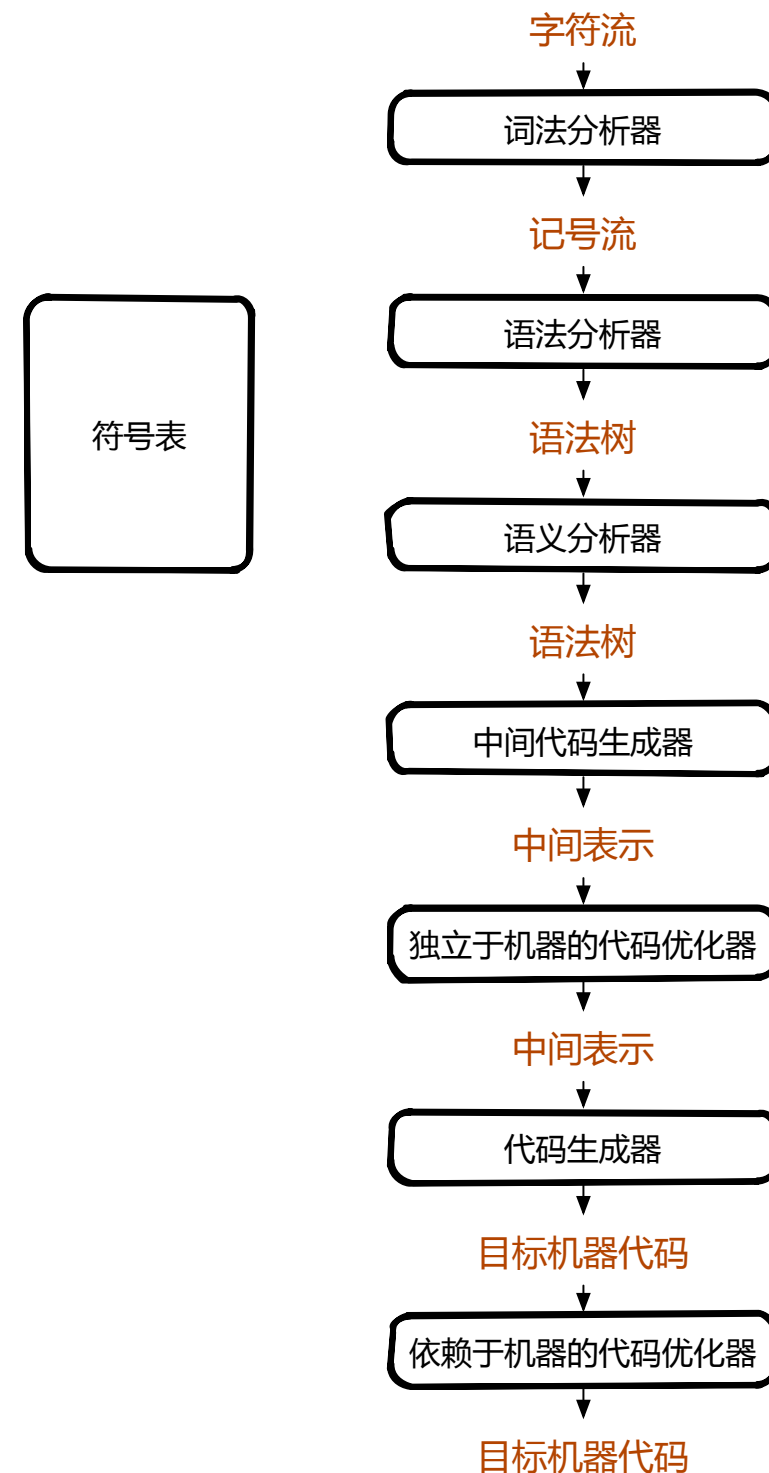 字符流
词法分析器
记号流
语法分析器
符号表
语法树
语义分析器
语法树
中间代码生成器
中间表示
独立于机器的代码优化器
中间表示
代码生成器
目标机器代码
依赖于机器的代码优化器
目标机器代码